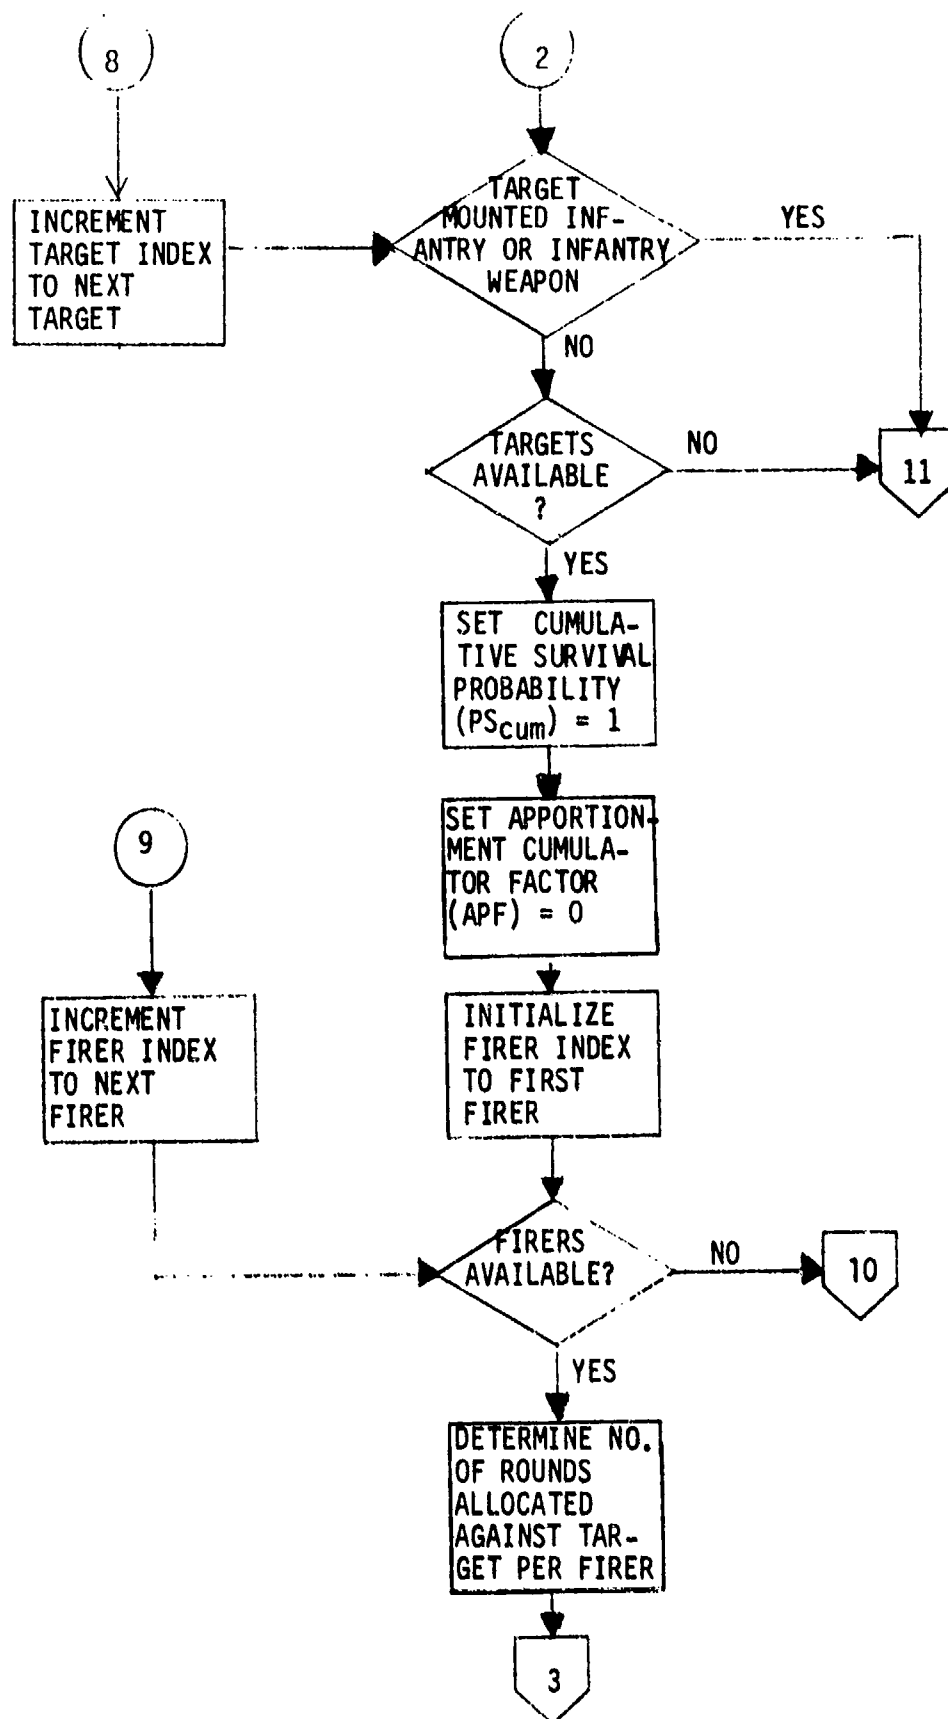 8
2
INCREMENT
TARGET INDEX
TO NEXT
TARGET
TARGET
MOUNTED INF-
ANTRY OR INFANTRY
WEAPON
YES
NO
TARGETS
AVAILABLE
?
NO
11
YES
SET CUMULA-
TIVE SURVIVAL
PROBABILITY
(PScum) = 1
SET APPORTION-
MENT CUMULA-
TOR FACTOR
(APF) = 0
9
INCREMENT
FIRER INDEX
TO NEXT
FIRER
INITIALIZE
FIRER INDEX
TO FIRST
FIRER
FIRERS
AVAILABLE?
NO
10
YES
DETERMINE NO.
OF ROUNDS
ALLOCATED
AGAINST TAR-
GET PER FIRER
3